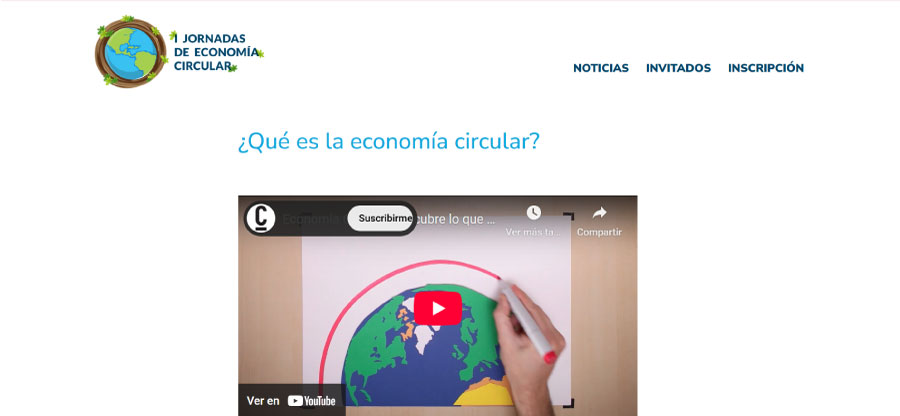 I JORNADAS
DE ECONOMÍA
CIRCULAR
NOTICIAS INVITADOS INSCRIPCIÓN
¿Qué es la economía circular?
Economía Suscribirme cubre lo que ...
Ver más ta... Compartir
Ver en YouTube